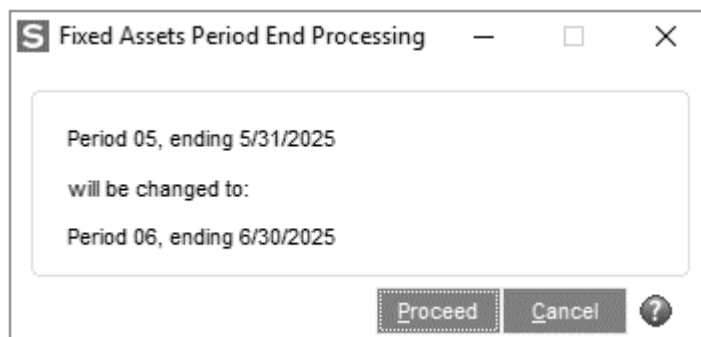 S Fixed Assets Period End Processing
Period 05, ending 5/31/2025
will be changed to:
Period 06, ending 6/30/2025
Proceed Cancel ?